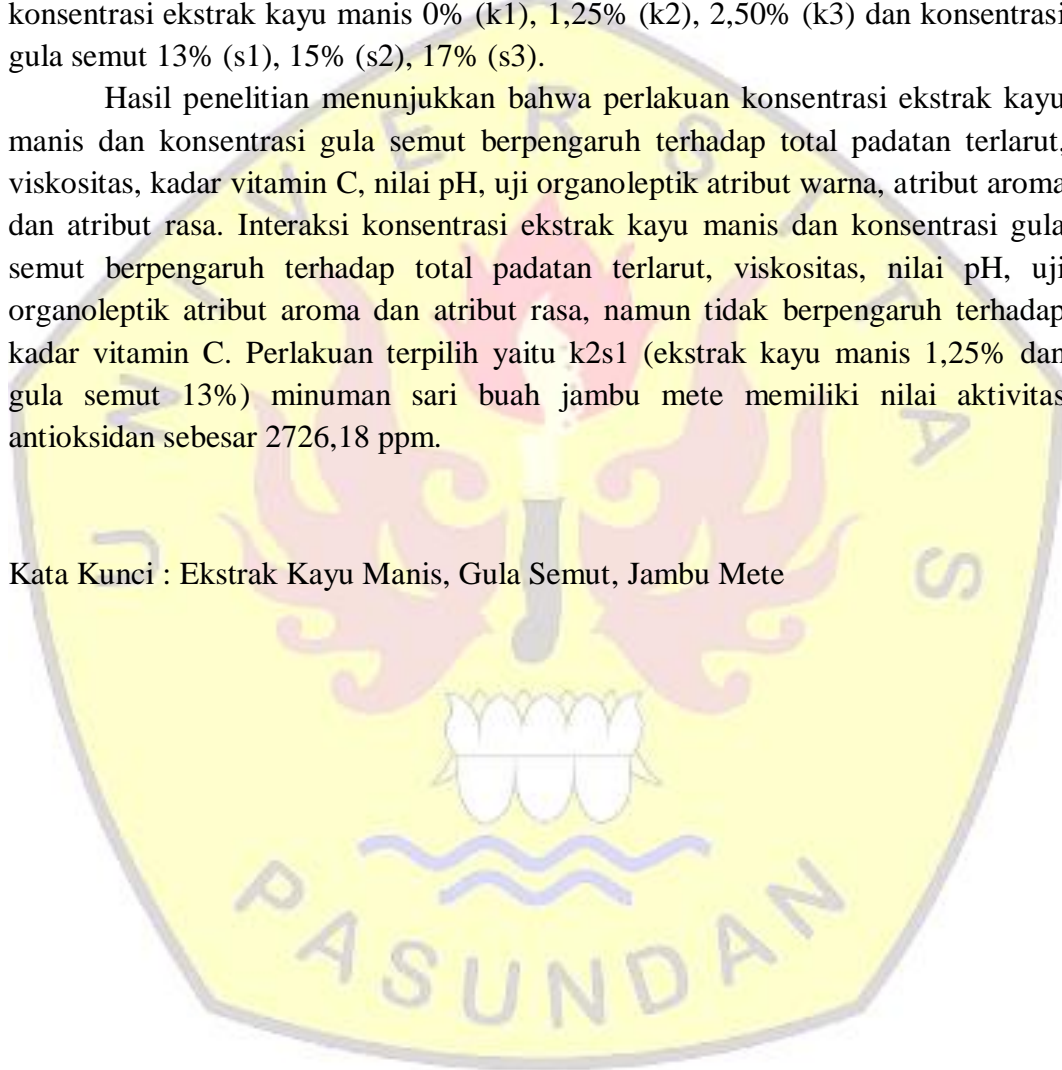 konsentrasi ekstrak kayu manis 0% (k1), 1,25% (k2), 2,50% (k3) dan konsentrasi
gula semut 13% (s1), 15% (s2), 17% (s3).
Hasil penelitian menunjukkan bahwa perlakuan konsentrasi ekstrak kayu
manis dan konsentrasi gula semut berpengaruh terhadap total padatan terlarut,
viskositas, kadar vitamin C, nilai pH, uji organoleptik atribut warna, atribut aroma
dan atribut rasa. Interaksi konsentrasi ekstrak kayu manis dan konsentrasi gula
semut berpengaruh terhadap total padatan terlarut, viskositas, nilai pH, uji
organoleptik atribut aroma dan atribut rasa, namun tidak berpengaruh terhadap
kadar vitamin C. Perlakuan terpilih yaitu k2s1 (ekstrak kayu manis 1,25% dan
gula semut 13%) minuman sari buah jambu mete memiliki nilai aktivitas
antioksidan sebesar 2726,18 ppm.
Kata Kunci : Ekstrak Kayu Manis, Gula Semut, Jambu Mete
UNIVERSITAS
PASUNDAN